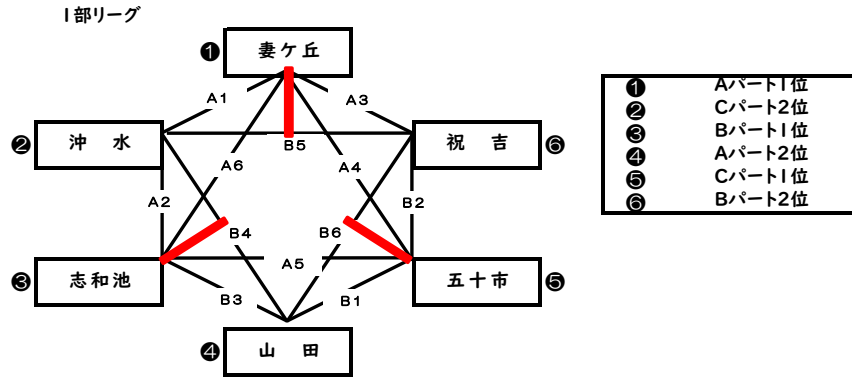 1部リーグ
❶ 妻ケ丘
A1
A3
❷ 沖 水
祝 吉 ❻
B5
A6
A4
A2
B2
B4
B6
A5
❸ 志和池
五十市 ❺
B3
B1
❹ 山 田
❶ Aパート1位
❷ Cパート2位
❸ Bパート1位
❹ Aパート2位
❺ Cパート1位
❻ Bパート2位